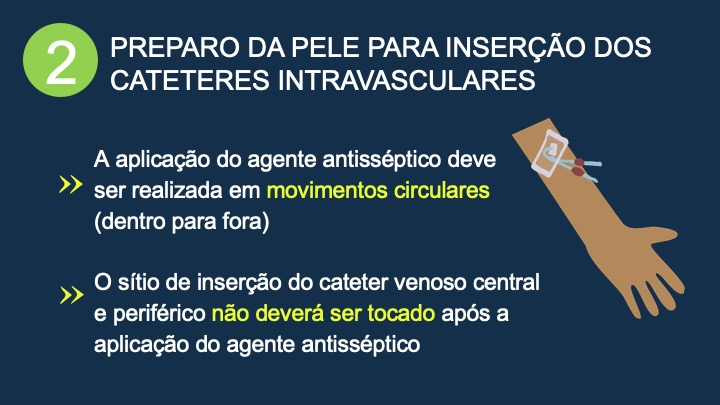 2
PREPARO DA PELE PARA INSERÇÃO DOS
CATETERES INTRAVASCULARES
A aplicação do agente antisséptico deve
ser realizada em movimentos circulares
(dentro para fora)
O sítio de inserção do cateter venoso central
e periférico não deverá ser tocado após a
aplicação do agente antisséptico